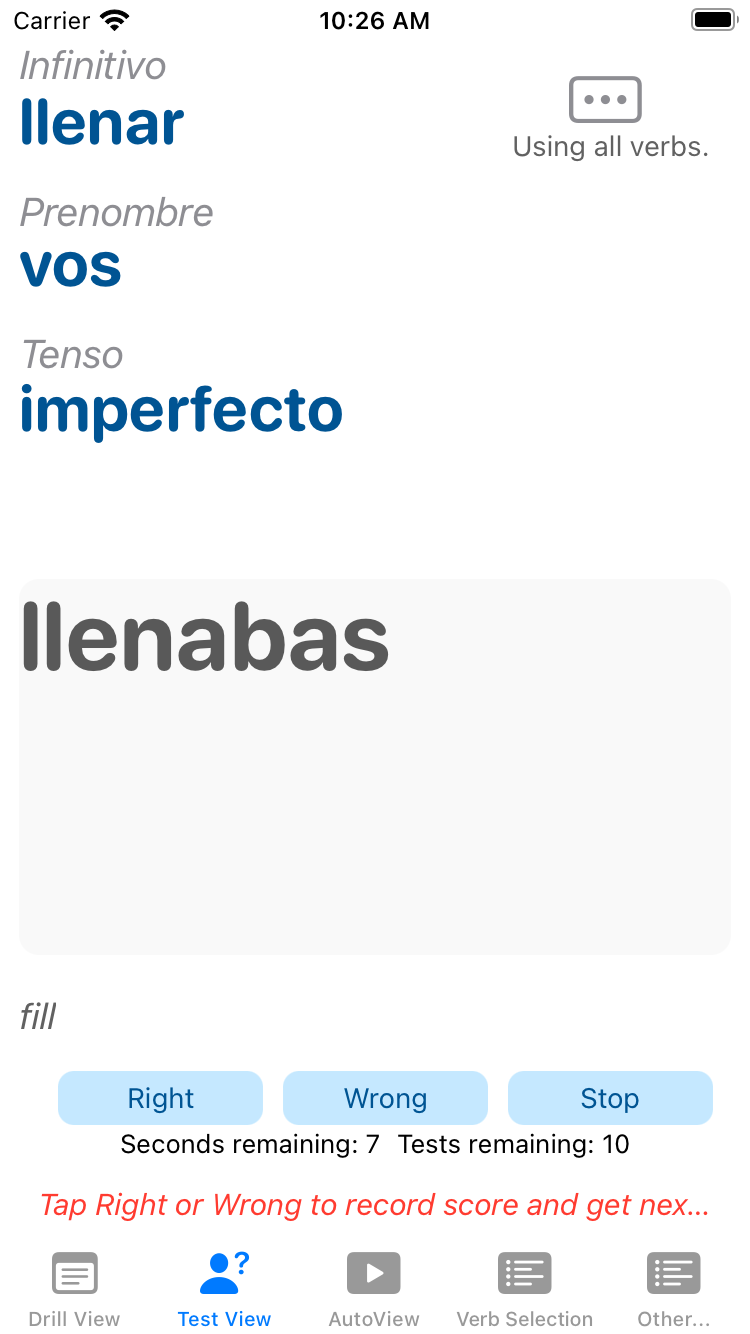 Carrier 10:26 AM
Infinitivo
llenar
Using all verbs.
Prenombre
vos
Tenso
imperfecto
llenabas
fill
Right Wrong Stop
Seconds remaining: 7 Tests remaining: 10
Tap Right or Wrong to record score and get nex...
?
Drill View Test View AutoView Verb Selection Other...